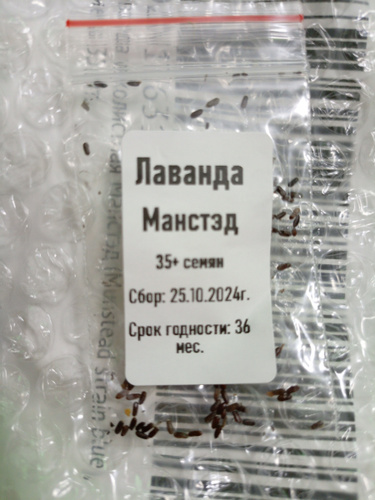 Лаванда
Манстэд
35+ семян
Сбор: 25.10.2024г.
Срок годности: 36
мес.